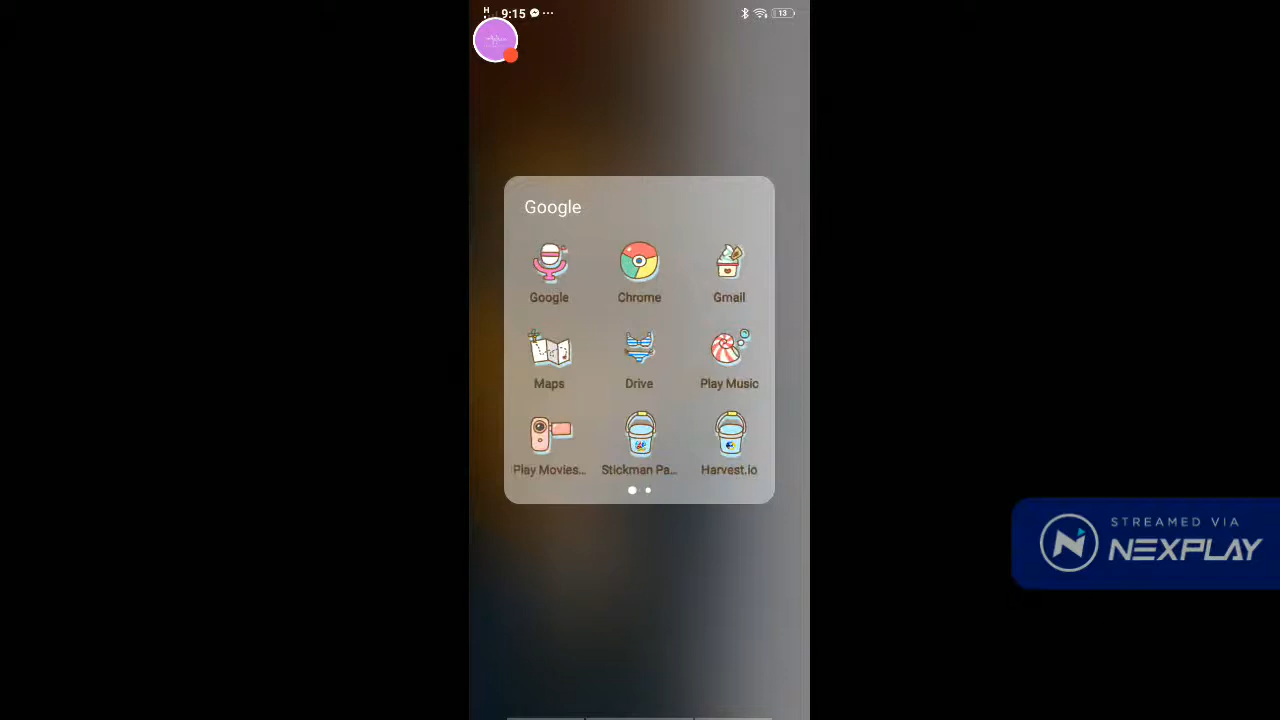 H 9:15 ...
13
Google
Google Chrome Gmail
Maps Drive Play Music
Play Movies... Stickman Pa... Harvest.io
STREAMED VIA
NEXPLAY